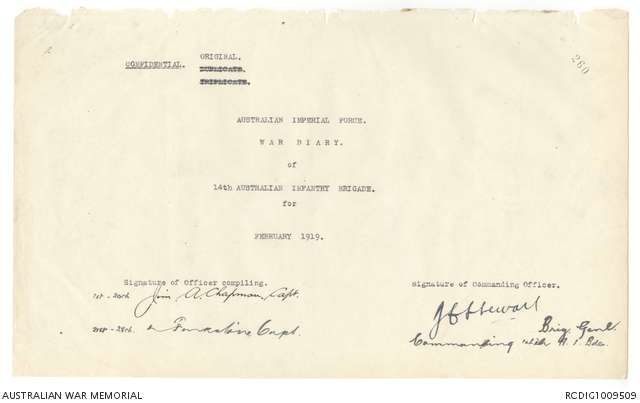 260
ORIGINAL.
CONFIDENTIAL. DUPLICATE.
TRIPLICATE.
AUSTRALIAN IMPERIAL FORCE.
WAR DIARY.
of
14th AUSTRALIAN INFANTRY BRIGADE.
for
FEBRUARY 1919.
Signature of Officer compiling.
1st - 20th A. Chapman, Capt.
21st - 28th Capt.
Signature of Commanding Officer.
J C Stewart
Brig. Genl.
Commanding 14th A. I. Bde.
AUSTRALIAN WAR MEMORIAL
RCDIG1009509